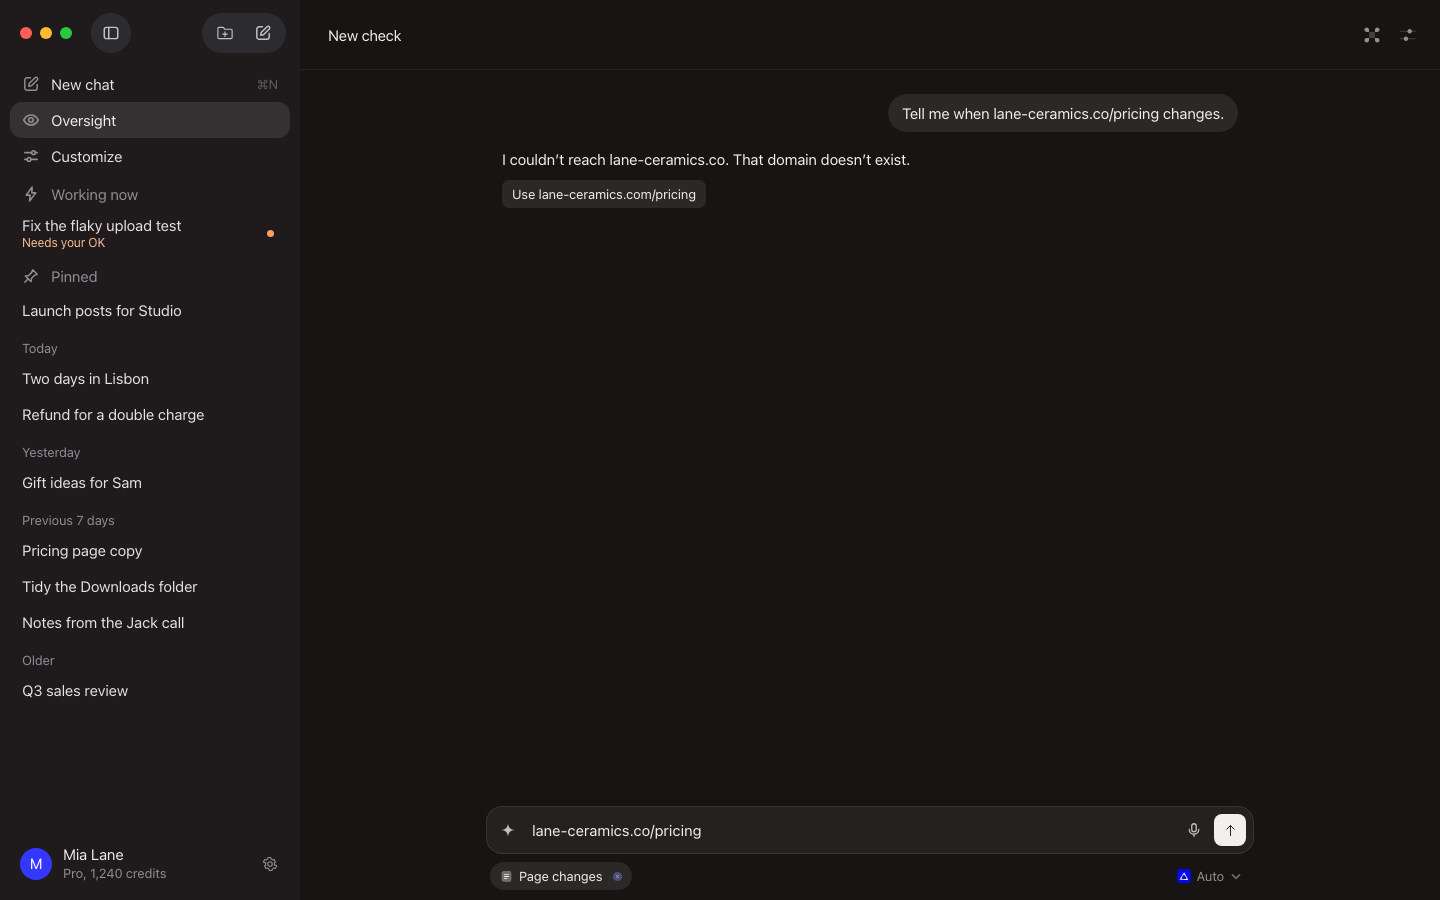 New check
New chat
⌘N
Oversight
Customize
Working now
Fix the flaky upload test
Needs your OK
Pinned
Launch posts for Studio
Today
Two days in Lisbon
Refund for a double charge
Yesterday
Gift ideas for Sam
Previous 7 days
Pricing page copy
Tidy the Downloads folder
Notes from the Jack call
Older
Q3 sales review
M
Mia Lane
Pro, 1,240 credits
Tell me when lane-ceramics.co/pricing changes.
I couldn’t reach lane-ceramics.co. That domain doesn’t exist.
Use lane-ceramics.com/pricing
lane-ceramics.co/pricing
Page changes
Auto